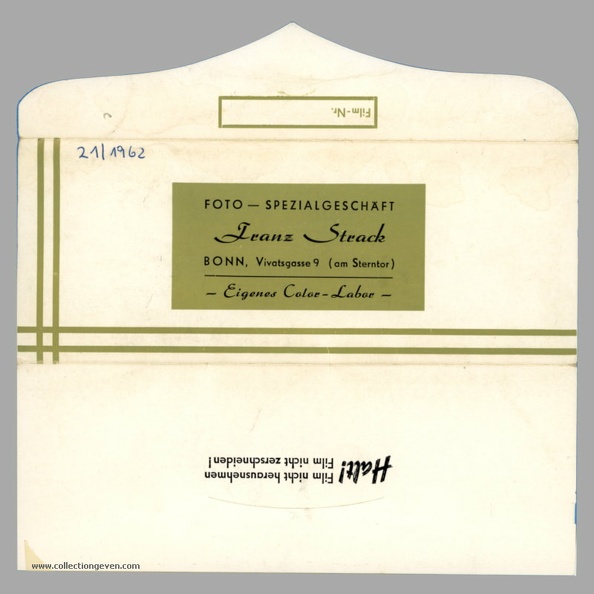 Film-Nr.
21/1962
FOTO — SPEZIALGESCHÄFT
Franz Strack
BONN, Vivatsgasse 9 (am Sterntor)
— Eigenes Color-Labor —
Halt! Film nicht herausnehmen
Film nicht zerschneiden!
www.collectiongeven.com